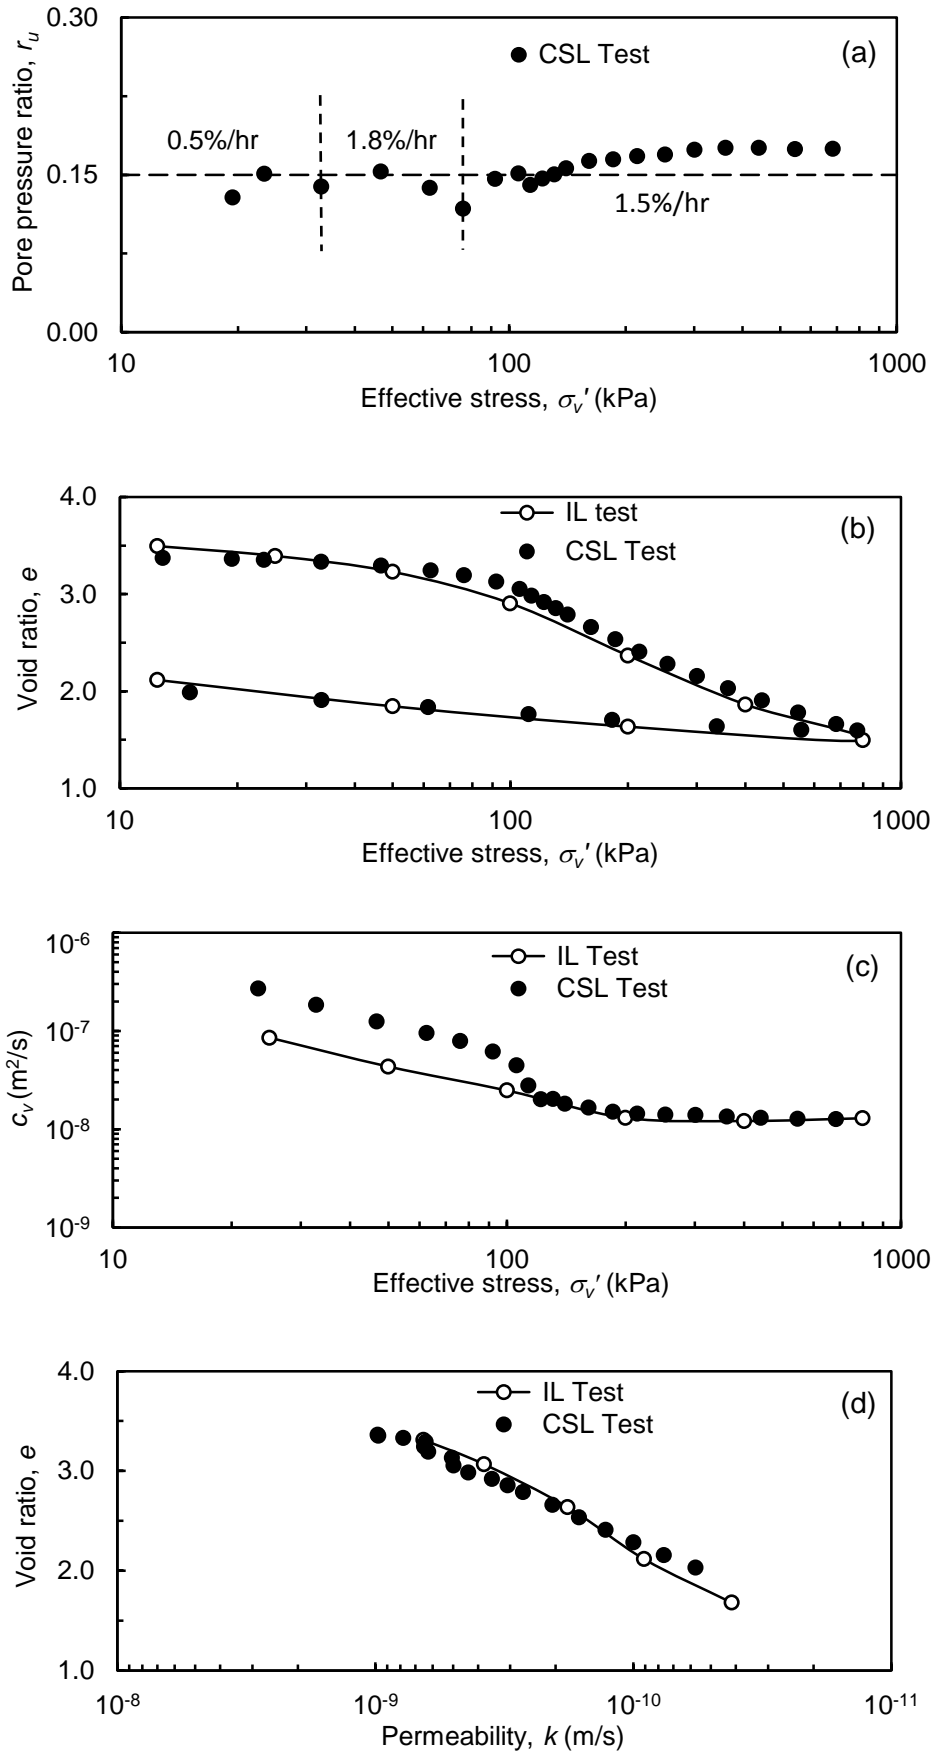 0.30
CSL Test
(a)
Pore pressure ratio, r_u
0.5%/hr
1.8%/hr
0.15
1.5%/hr
0.00
10 100 1000
Effective stress, σ_v′ (kPa)
4.0
IL test
(b)
CSL Test
Void ratio, e
3.0
2.0
1.0
10 100 1000
Effective stress, σ_v′ (kPa)
10⁻⁶
IL Test
(c)
CSL Test
c_v (m²/s)
10⁻⁷
10⁻⁸
10⁻⁹
10 100 1000
Effective stress, σ_v′ (kPa)
4.0
IL Test
(d)
CSL Test
Void ratio, e
3.0
2.0
1.0
10⁻⁸ 10⁻⁹ 10⁻¹⁰ 10⁻¹¹
Permeability, k (m/s)